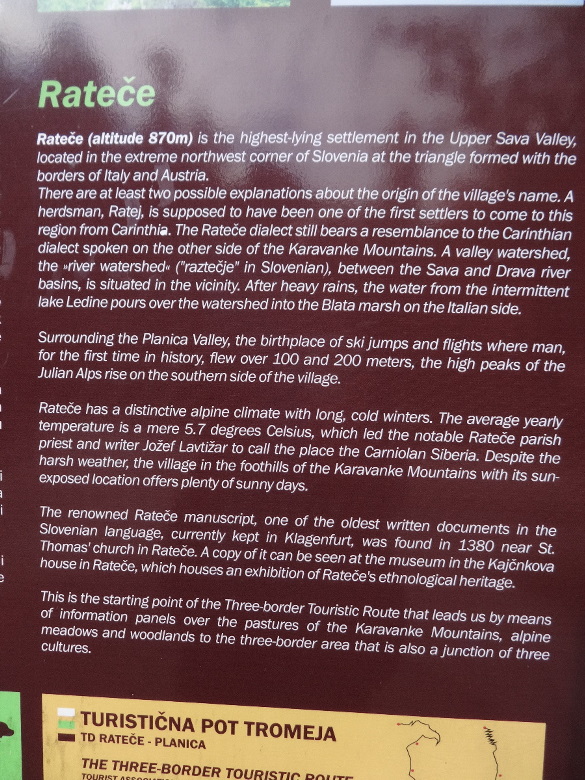 Rateče
Rateče (altitude 870m) is the highest-lying settlement in the Upper Sava Valley,
located in the extreme northwest corner of Slovenia at the triangle formed with the
borders of Italy and Austria.
There are at least two possible explanations about the origin of the village's name. A
herdsman, Ratej, is supposed to have been one of the first settlers to come to this
region from Carinthia. The Rateče dialect still bears a resemblance to the Carinthian
dialect spoken on the other side of the Karavanke Mountains. A valley watershed,
the »river watershed« ("raztečje" in Slovenian), between the Sava and Drava river
basins, is situated in the vicinity. After heavy rains, the water from the intermittent
lake Ledine pours over the watershed into the Blata marsh on the Italian side.
Surrounding the Planica Valley, the birthplace of ski jumps and flights where man,
for the first time in history, flew over 100 and 200 meters, the high peaks of the
Julian Alps rise on the southern side of the village.
Rateče has a distinctive alpine climate with long, cold winters. The average yearly
temperature is a mere 5.7 degrees Celsius, which led the notable Rateče parish
priest and writer Jožef Lavtižar to call the place the Carniolan Siberia. Despite the
harsh weather, the village in the foothills of the Karavanke Mountains with its sun-
exposed location offers plenty of sunny days.
The renowned Rateče manuscript, one of the oldest written documents in the
Slovenian language, currently kept in Klagenfurt, was found in 1380 near St.
Thomas' church in Rateče. A copy of it can be seen at the museum in the Kajčnkova
house in Rateče, which houses an exhibition of Rateče's ethnological heritage.
This is the starting point of the Three-border Touristic Route that leads us by means
of information panels over the pastures of the Karavanke Mountains, alpine
meadows and woodlands to the three-border area that is also a junction of three
cultures.
TURISTIČNA POT TROMEJA
TD RATEČE - PLANICA
THE THREE-BORDER TOURISTIC ROUTE